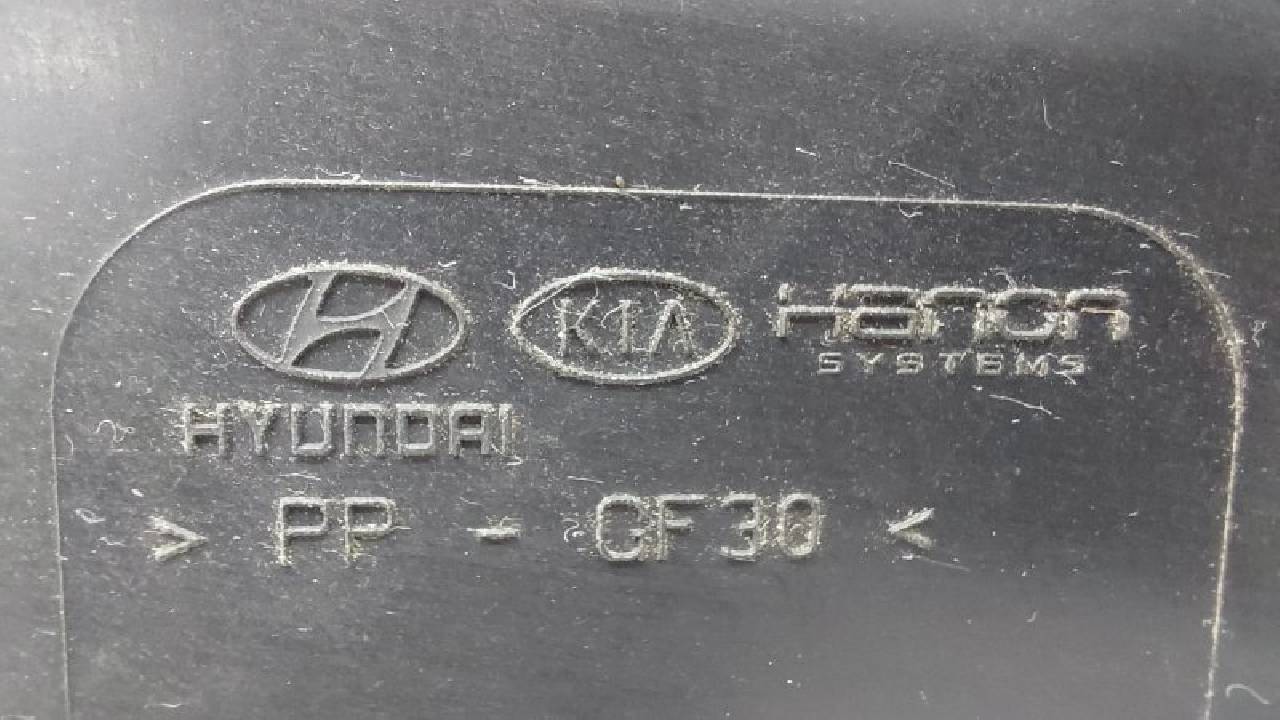 KIA HANON
SYSTEMS
HYUNDAI
> PP - GF30 <